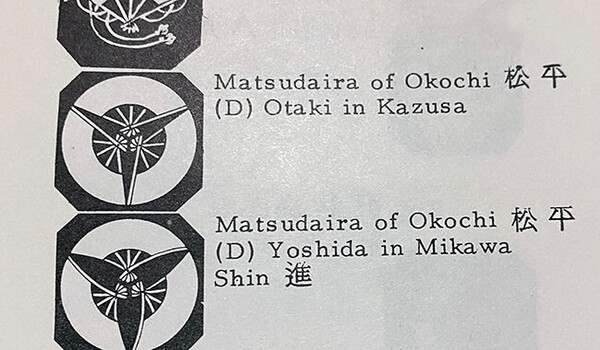 Matsudaira of Okochi 松平
(D) Otaki in Kazusa
Matsudaira of Okochi 松平
(D) Yoshida in Mikawa
Shin 進